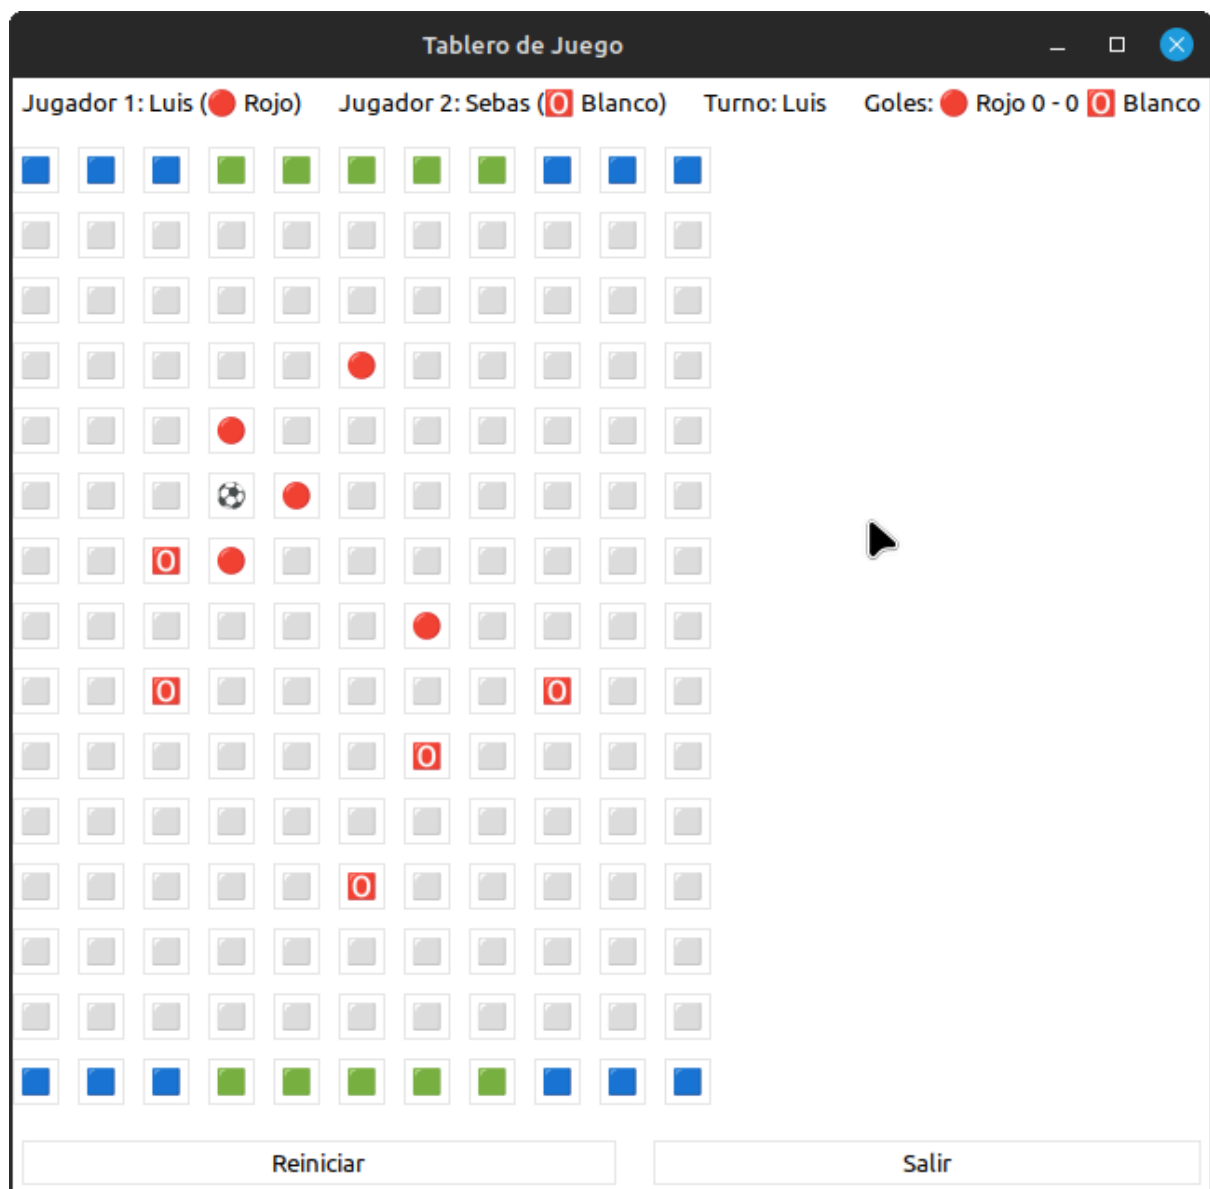 Tablero de Juego
Jugador 1: Luis (🔴 Rojo) Jugador 2: Sebas (🅾 Blanco) Turno: Luis Goles: 🔴 Rojo 0 - 0 🅾 Blanco
O
O O
O
O
Reiniciar Salir